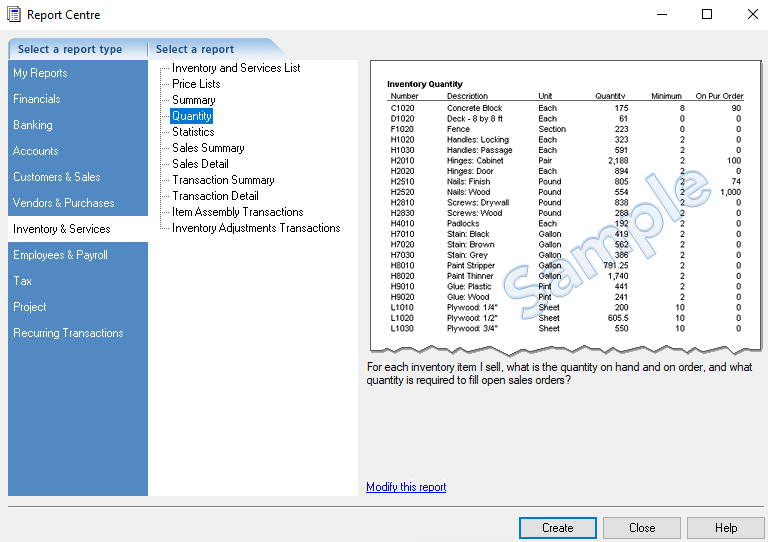 Report Centre
Select a report type
Select a report
My Reports
Financials
Banking
Accounts
Customers & Sales
Vendors & Purchases
Inventory & Services
Employees & Payroll
Tax
Project
Recurring Transactions
Inventory and Services List
Price Lists
Summary
Quantity
Statistics
Sales Summary
Sales Detail
Transaction Summary
Transaction Detail
Item Assembly Transactions
Inventory Adjustments Transactions
Inventory Quantity
Number Description Unit Quantity Minimum On Pur Order
C1020 Concrete Block Each 175 8 90
D1020 Deck - 8 by 8 ft Each 61 0 0
F1020 Fence Section 223 0 0
H1020 Handles: Locking Each 323 2 0
H1030 Handles: Passage Each 591 2 0
H2010 Hinges: Cabinet Pair 2,188 2 100
H2020 Hinges: Door Each 894 2 0
H2510 Nails: Finish Pound 805 2 74
H2520 Nails: Wood Pound 554 2 1,000
H2810 Screws: Drywall Pound 838 2 0
H2830 Screws: Wood Pound 288 2 0
H4010 Padlocks Each 192 2 0
H7010 Stain: Black Gallon 419 2 0
H7020 Stain: Brown Gallon 562 2 0
H7030 Stain: Grey Gallon 386 2 0
H8010 Paint Stripper Gallon 791.25 2 0
H8020 Paint Thinner Gallon 1,740 2 0
H9010 Glue: Plastic Pint 441 2 0
H9020 Glue: Wood Pint 241 2 0
L1010 Plywood: 1/4" Sheet 200 10 0
L1020 Plywood: 1/2" Sheet 605.5 10 0
L1030 Plywood: 3/4" Sheet 550 10 0
Sample
For each inventory item I sell, what is the quantity on hand and on order, and what
quantity is required to fill open sales orders?
Modify this report
Create
Close
Help